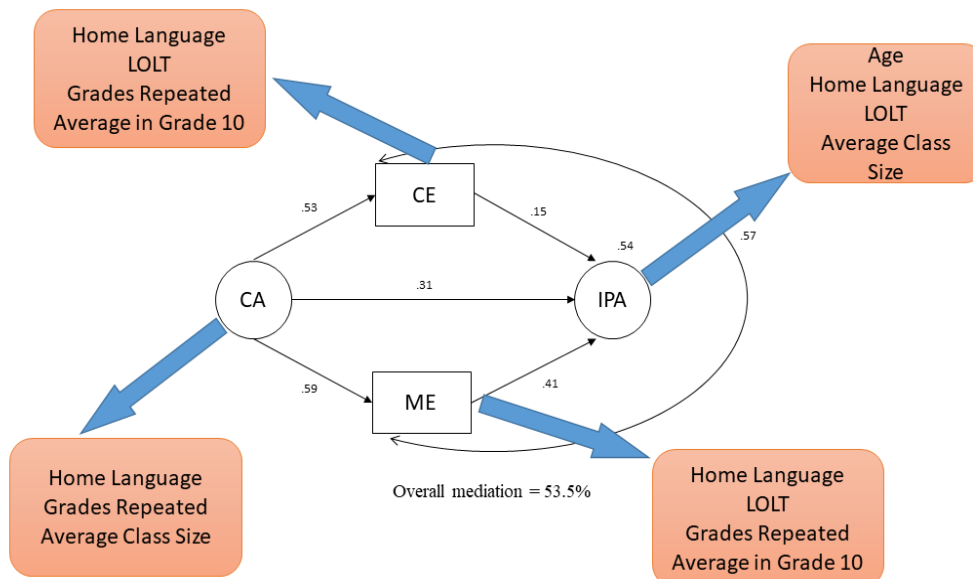 Home Language
LOLT
Grades Repeated
Average in Grade 10
Age
Home Language
LOLT
Average Class
Size
CE
.53
.15
.54
.57
CA
.31
IPA
.59
ME
.41
Home Language
Grades Repeated
Average Class Size
Overall mediation = 53.5%
Home Language
LOLT
Grades Repeated
Average in Grade 10